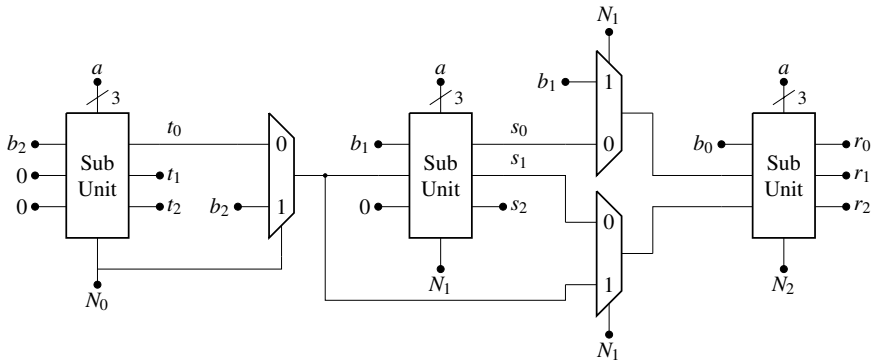 N₁
a
a
a
3
b₁
1
3
3
b₂
t₀
0
b₁
s₀
0
b₀
r₀
0
Sub
Unit
t₁
Sub
Unit
s₁
Sub
Unit
r₁
0
t₂
b₂
1
0
s₂
0
r₂
1
N₀
N₁
N₂
N₁